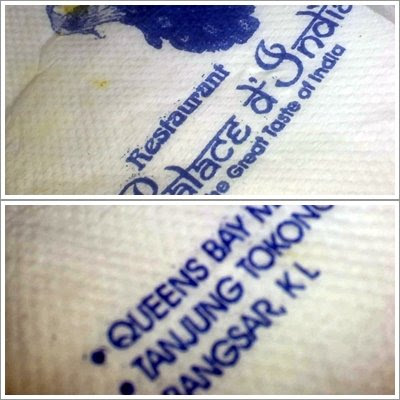 Restaurant
Palace d'India
The Great Taste of India
• QUEENS BAY M
• TANJUNG TOKONG
BANGSAR, KL